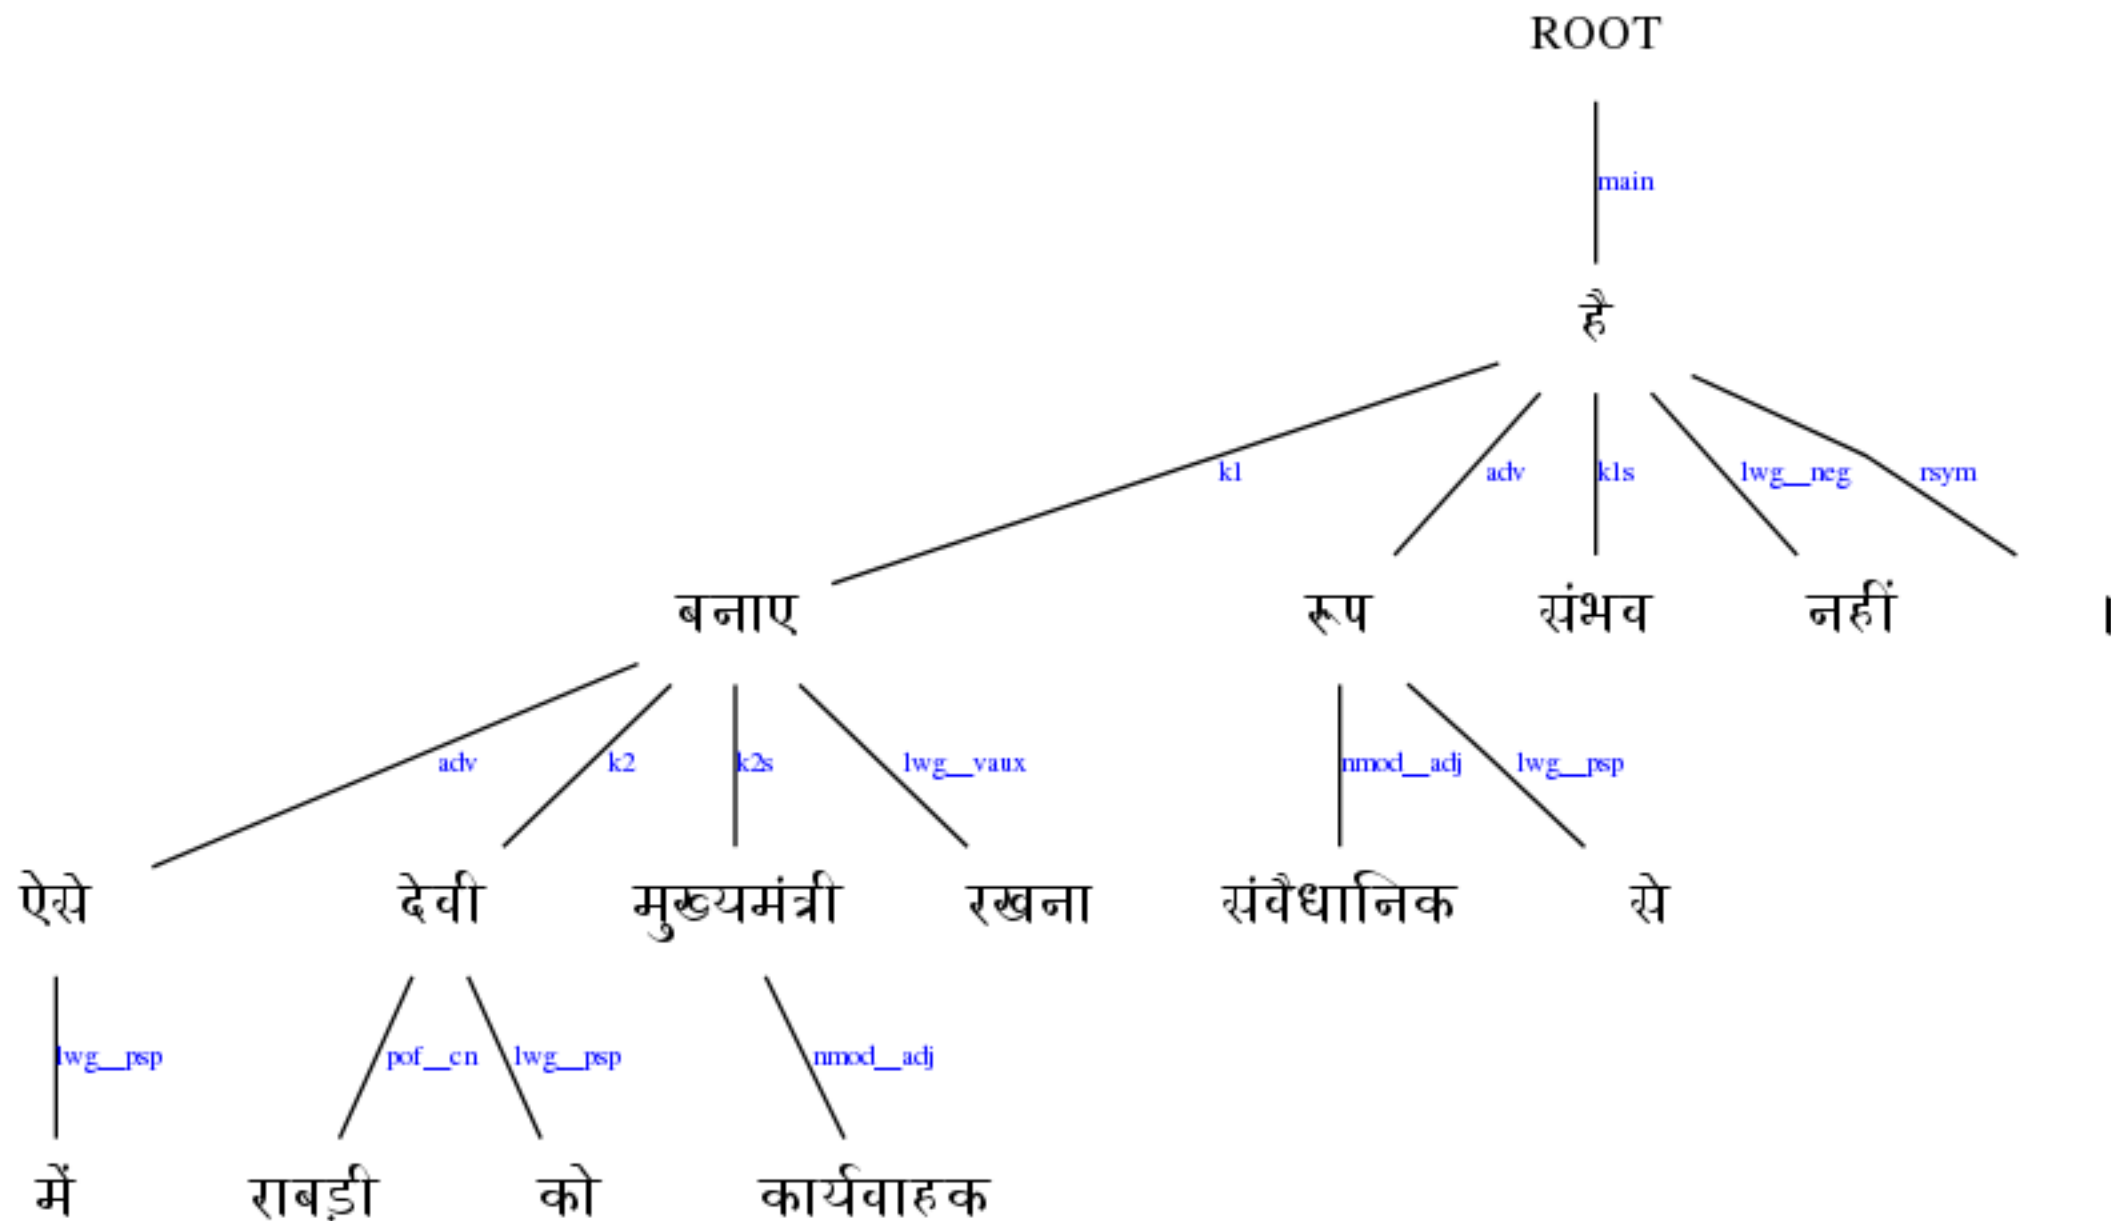 ROOT
main
है
k1 adv k1s lwg__neg rsym
बनाए रूप संभव नहीं ।
adv k2 k2s lwg__vaux nmod__adj lwg__psp
ऐसे देवी मुख्यमंत्री रखना संवैधानिक से
lwg__psp pof__cn lwg__psp nmod__adj
में राबड़ी को कार्यवाहक